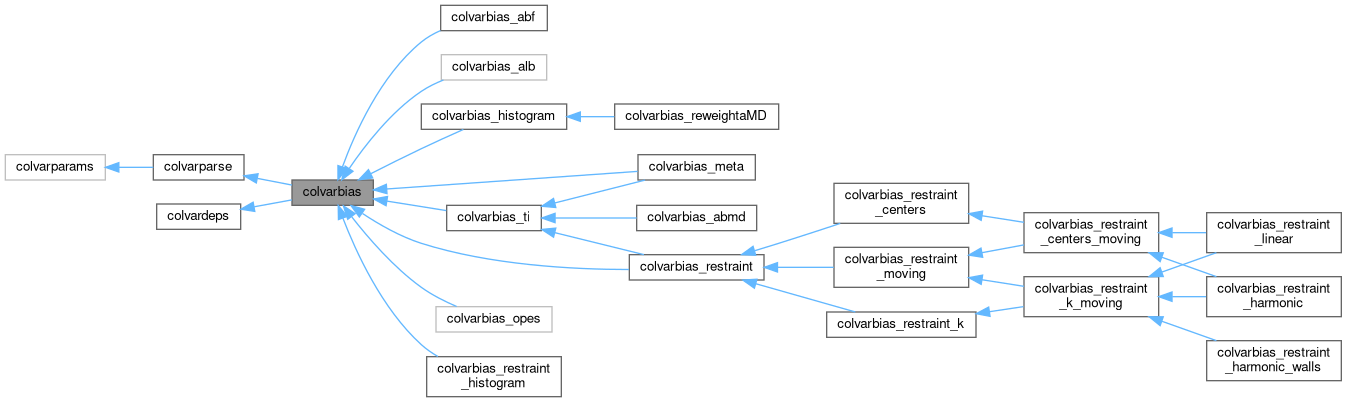 colvarbias_abf
colvarbias_alb
colvarbias_histogram
colvarbias_reweightaMD
colvarparams
colvarparse
colvarbias
colvarbias_meta
colvardeps
colvarbias_ti
colvarbias_abmd
colvarbias_restraint
_centers
colvarbias_restraint
_centers_moving
colvarbias_restraint
_linear
colvarbias_restraint
colvarbias_restraint
_moving
colvarbias_restraint
_k_moving
colvarbias_restraint
_harmonic
colvarbias_opes
colvarbias_restraint_k
colvarbias_restraint
_histogram
colvarbias_restraint
_harmonic_walls